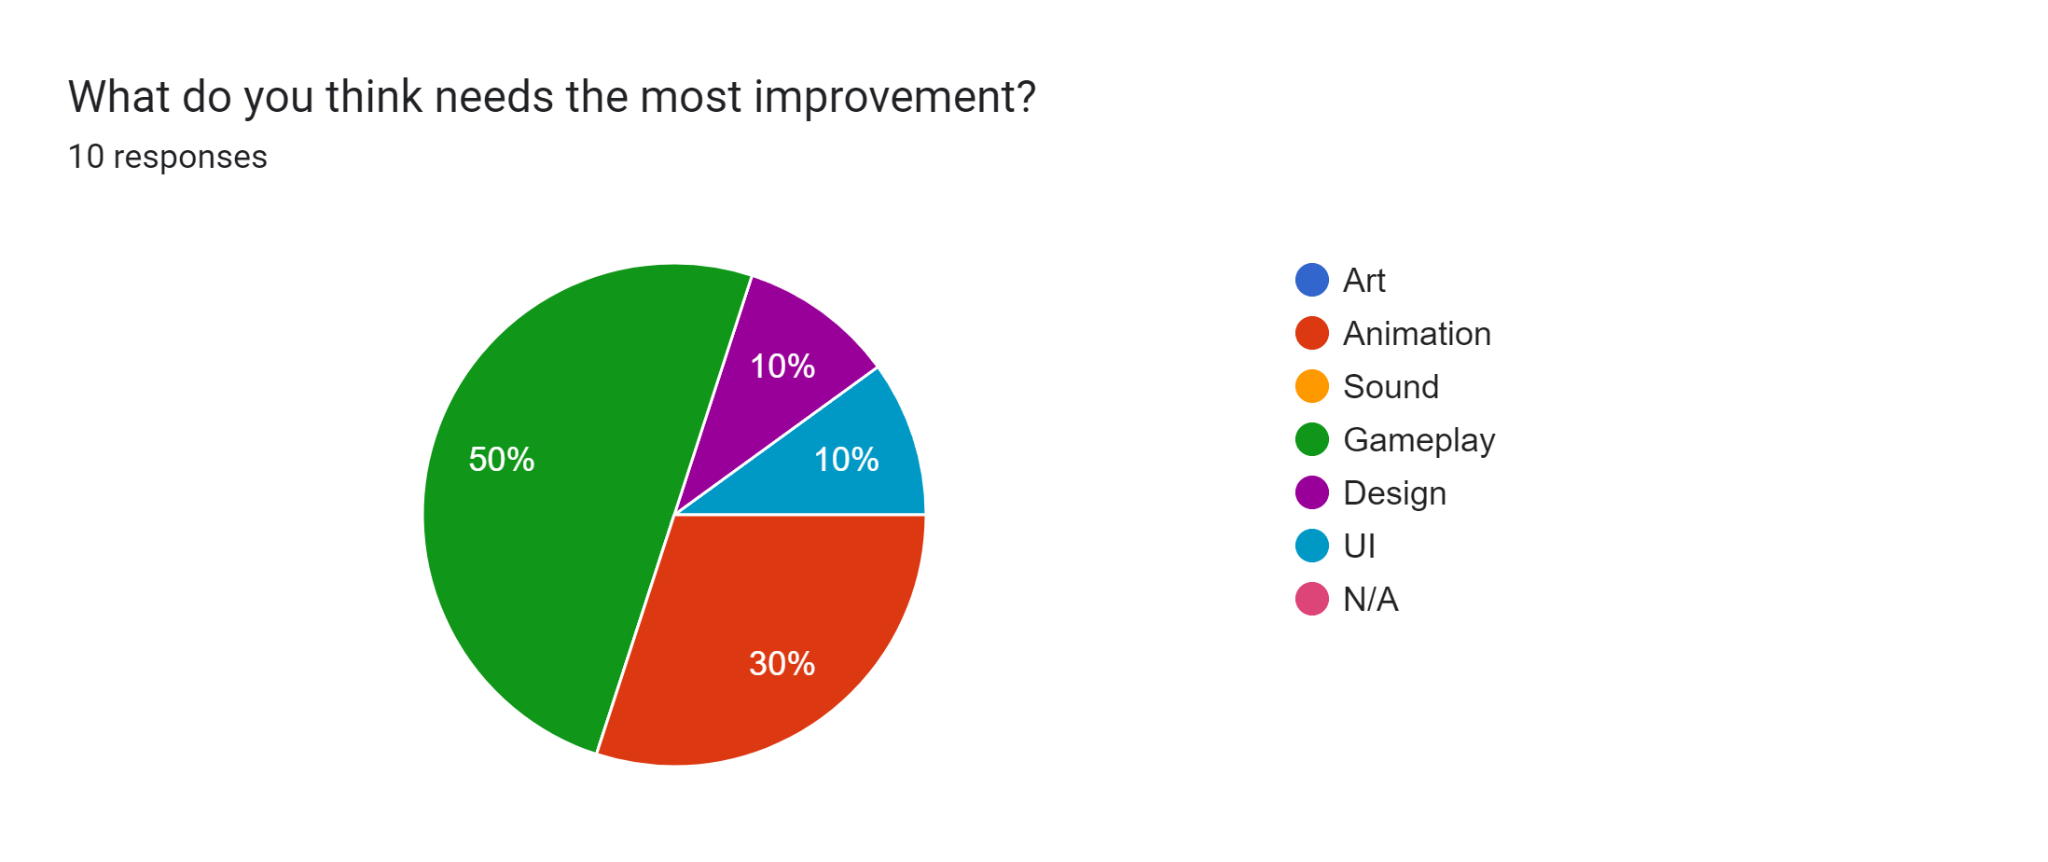 What do you think needs the most improvement?
10 responses
10%
10%
50%
30%
Art
Animation
Sound
Gameplay
Design
UI
N/A